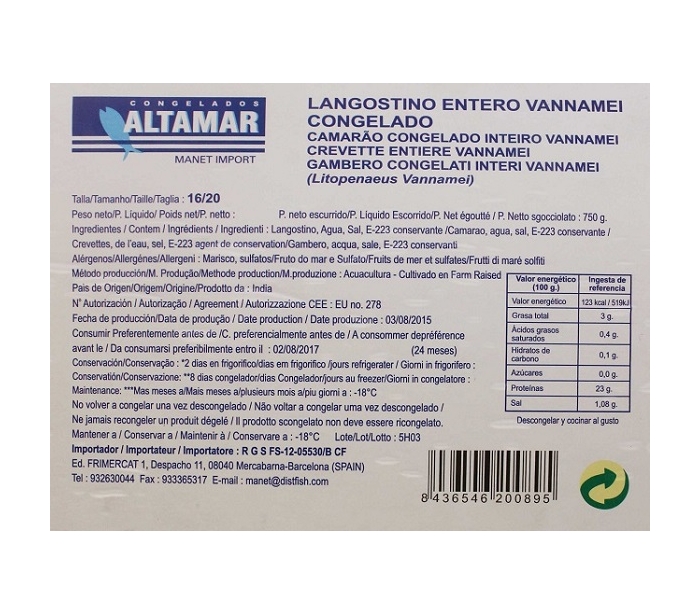 CONGELADOS
ALTAMAR
MANET IMPORT
LANGOSTINO ENTERO VANNAMEI
CONGELADO
CAMARÃO CONGELADO INTEIRO VANNAMEI
CREVETTE ENTIERE VANNAMEI
GAMBERO CONGELATI INTERI VANNAMEI
(Litopenaeus Vannamei)
Talla/Tamanho/Taille/Taglia : 16/20
Peso neto/P. Líquido/ Poids net/P. netto : P. neto escurrido/P. Líquido Escorrido/P. Net égoutté / P. Netto sgocciolato : 750 g.
Ingredientes / Contem / Ingrédients / Ingredienti : Langostino, Agua, Sal, E-223 conservante /Camarao, agua, sal, E-223 conservante /
Crevettes, de l'eau, sel, E-223 agent de conservation/Gambero, acqua, sale, E-223 conservanti
Alérgenos/Allergénes/Allergeni : Marisco, sulfatos/Fruto do mar e Sulfato/Fruits de mer et sulfates/Frutti di maré solfiti
Método producción/M. Produção/Methode production/M.produzione : Acuacultura - Cultivado en Farm Raised
Pais de Origen/Origem/Origine/Prodotto da : India
N° Autorización / Autorização / Agreement / Autorizzazione CEE : EU no. 278
Fecha de producción/Data de produção / Date production / Date produzione : 03/08/2015
Consumir Preferentemente antes de /C. preferencialmente antes de / A consommer depréférence
avant le / Da consumarsi preferibilmente entro il : 02/08/2017 (24 meses)
Conservación/Conservação : *2 dias en frigorifico/dias em frigorifico /jours refrigerater / Giorni in frigorifero :
Conservatión/Conservazione: **8 dias congelador/dias Congelador/jours au freezer/Giorni in congelatore :
Maintenance: ***Mas meses a/Mais meses a/plusieurs mois a/piu giorni a : -18°C
No volver a congelar una vez descongelado / Não voltar a congelar uma vez descongelado /
Ne jamais recongeler un produit dégelé / Il prodotto scongelato non deve essere ricongelato.
Mantener a / Conservar a / Maintenir à / Conservare a : -18°C Lote/Lot/Lotto : 5H03
Importador / Importateur / Importatore : R G S FS-12-05530/B CF
Ed. FRIMERCAT 1, Despacho 11, 08040 Mercabarna-Barcelona (SPAIN)
Tel : 932630044 Fax : 933365317 E-mail : manet@distfish.com
Valor energético (100 g.) Ingesta de referencia
Valor energético 123 kcal / 519kJ
Grasa total 3 g.
Ácidos grasos saturados 0,4 g.
Hidratos de carbono 0,1 g.
Azúcares 0,0 g.
Proteínas 23 g.
Sal 1,08 g.
Descongelar y cocinar al gusto
8 436546 200895